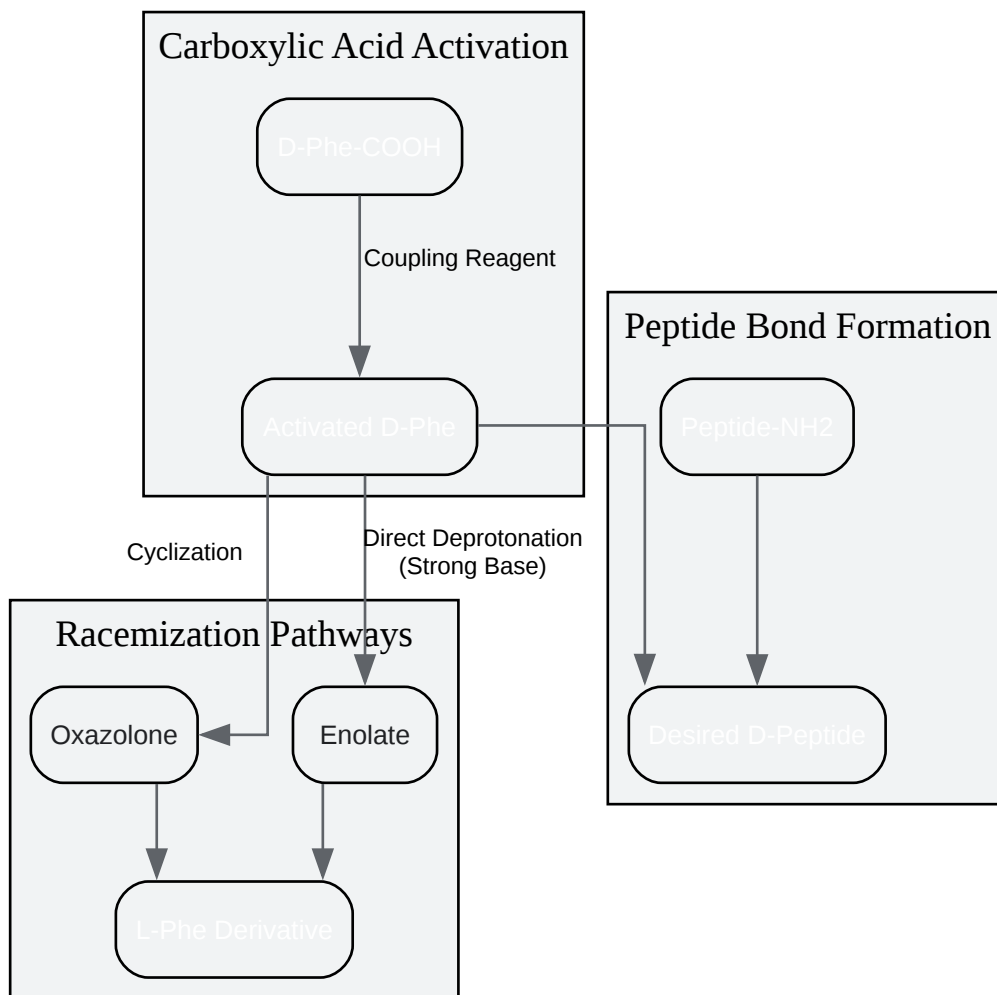 Carboxylic Acid Activation
D-Phe-COOH
Coupling Reagent
Peptide Bond Formation
Activated D-Phe
Peptide-NH2
Cyclization
Direct Deprotonation
(Strong Base)
Racemization Pathways
Oxazolone
Enolate
Desired D-Peptide
L-Phe Derivative